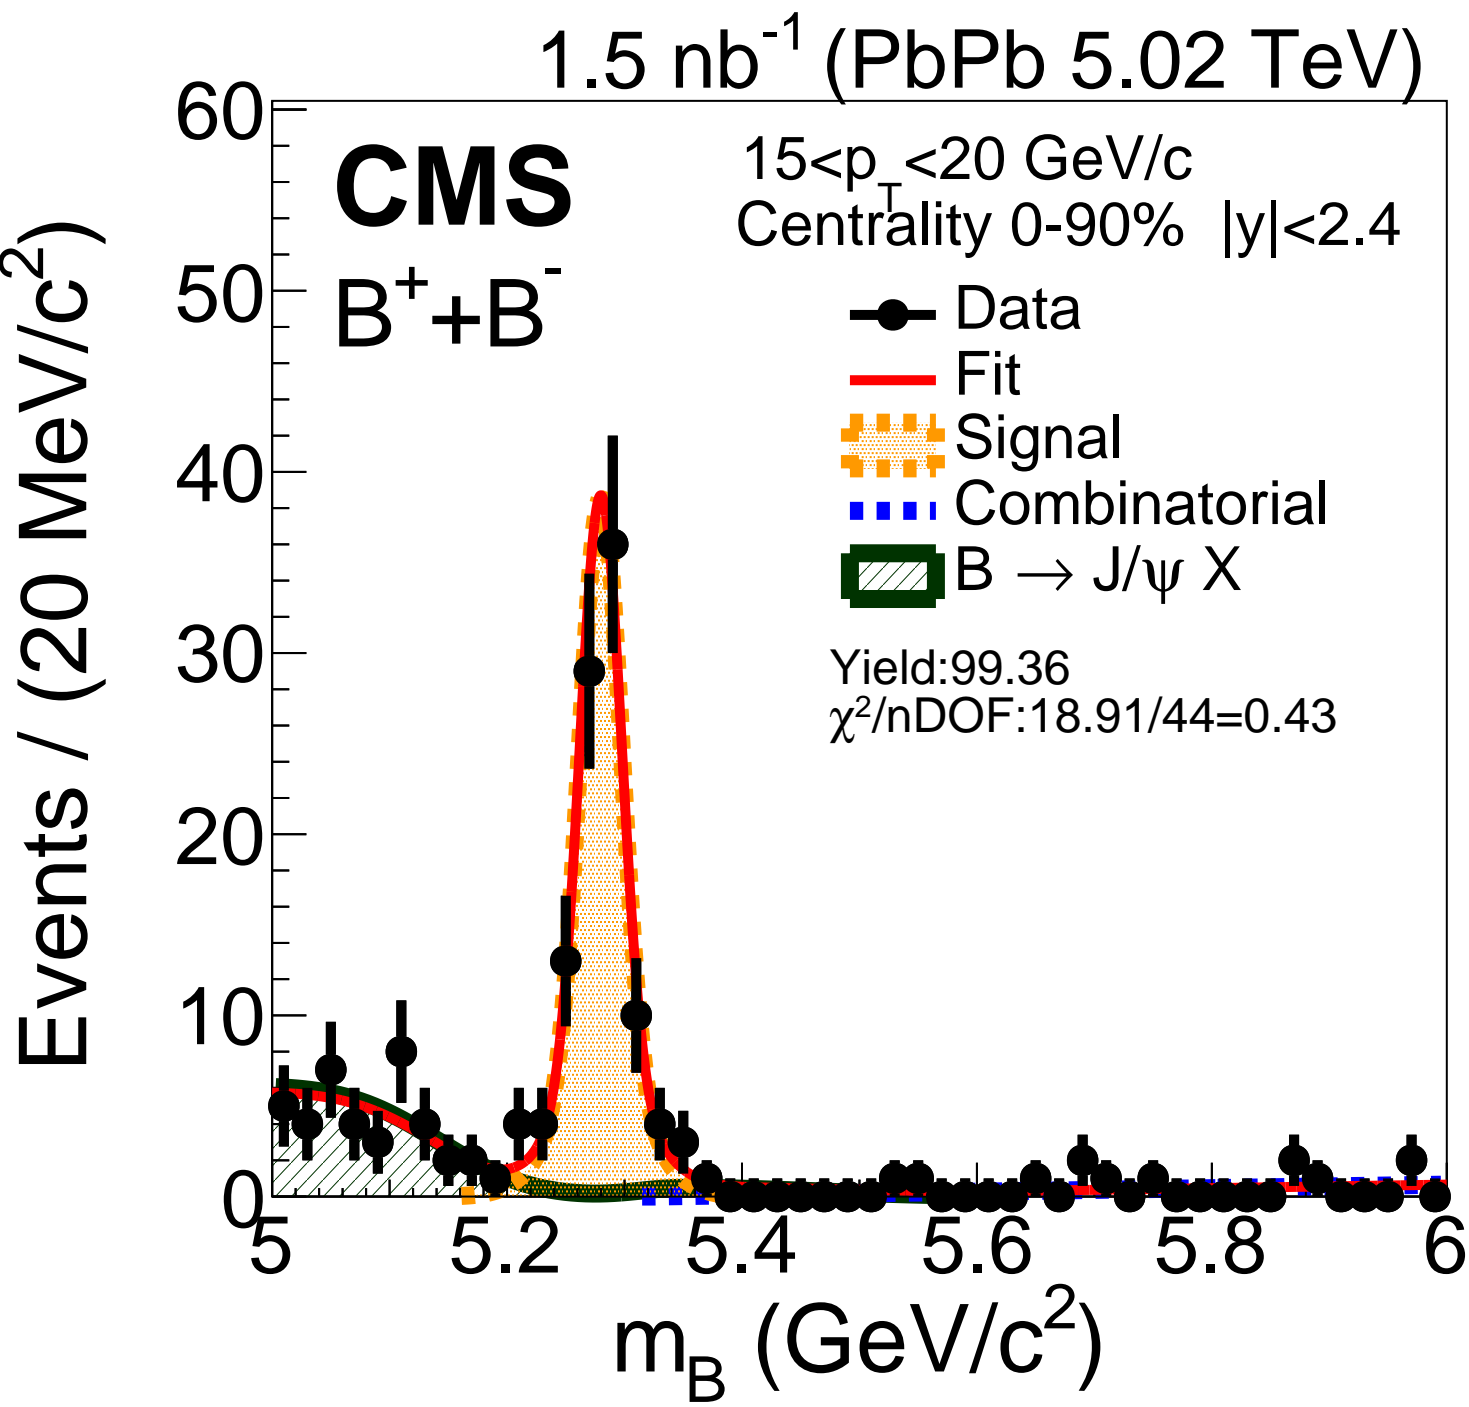 1.5 nb⁻¹ (PbPb 5.02 TeV)
CMS
B⁺+B⁻
15<p_T<20 GeV/c
Centrality 0-90% |y|<2.4
Data
Fit
Signal
Combinatorial
B → J/ψ X
Yield:99.36
χ²/nDOF:18.91/44=0.43
Events / (20 MeV/c²)
60
50
40
30
20
10
0
5 5.2 5.4 5.6 5.8 6
m_B (GeV/c²)